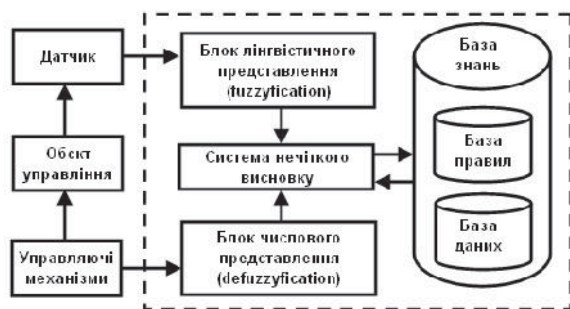 Датчик
Обєкт
управління
Управляючі
механізми
Блок лінгвістичного
представлення
(fuzzyfication)
Система нечіткого
висновку
Блок числового
представлення
(defuzzyfication)
База
знань
База
правил
База
даних